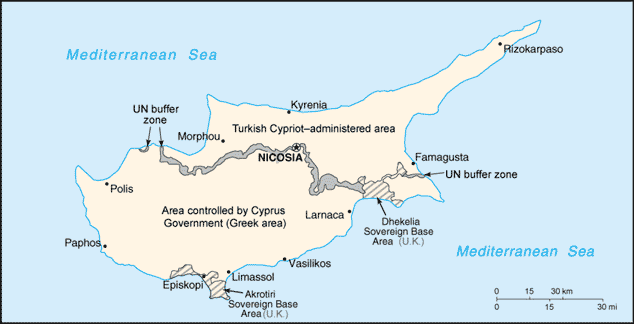 Mediterranean Sea
Rizokarpaso
Kyrenia
UN buffer
zone
Turkish Cypriot–administered area
Morphou
NICOSIA
Famagusta
UN buffer zone
Polis
Area controlled by Cyprus
Government (Greek area)
Larnaca
Dhekelia
Sovereign Base
Area (U.K.)
Paphos
Mediterranean Sea
Vasilikos
Limassol
Episkopi
Akrotiri
Sovereign Base
Area (U.K.)
0 15 30 km
0 15 30 mi